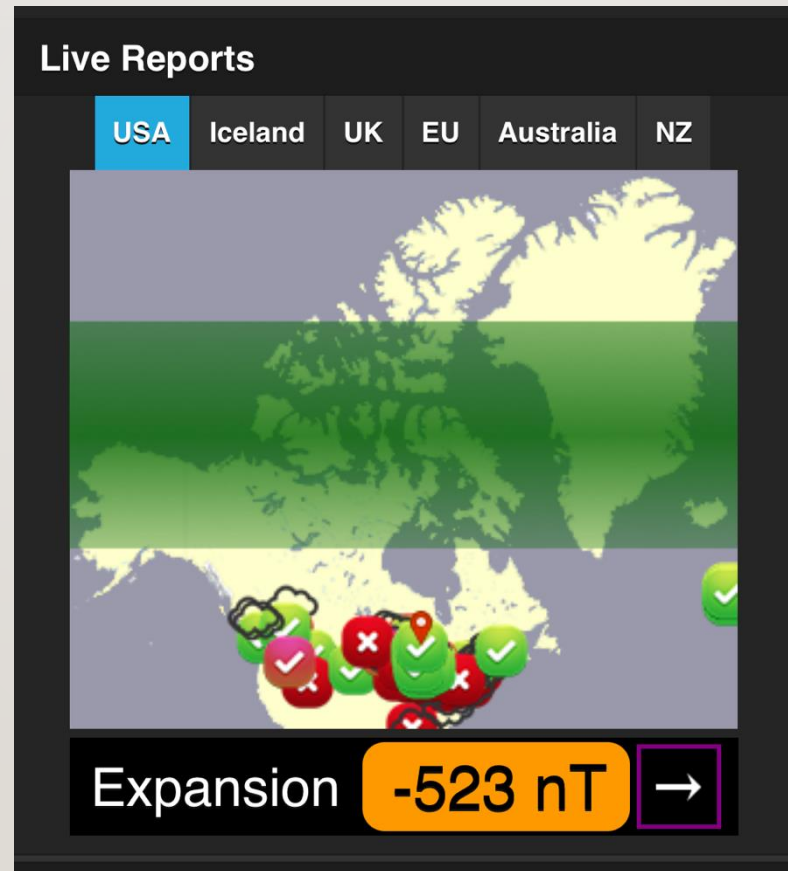 Live Reports
USA Iceland UK EU Australia NZ
Expansion -523 nT →